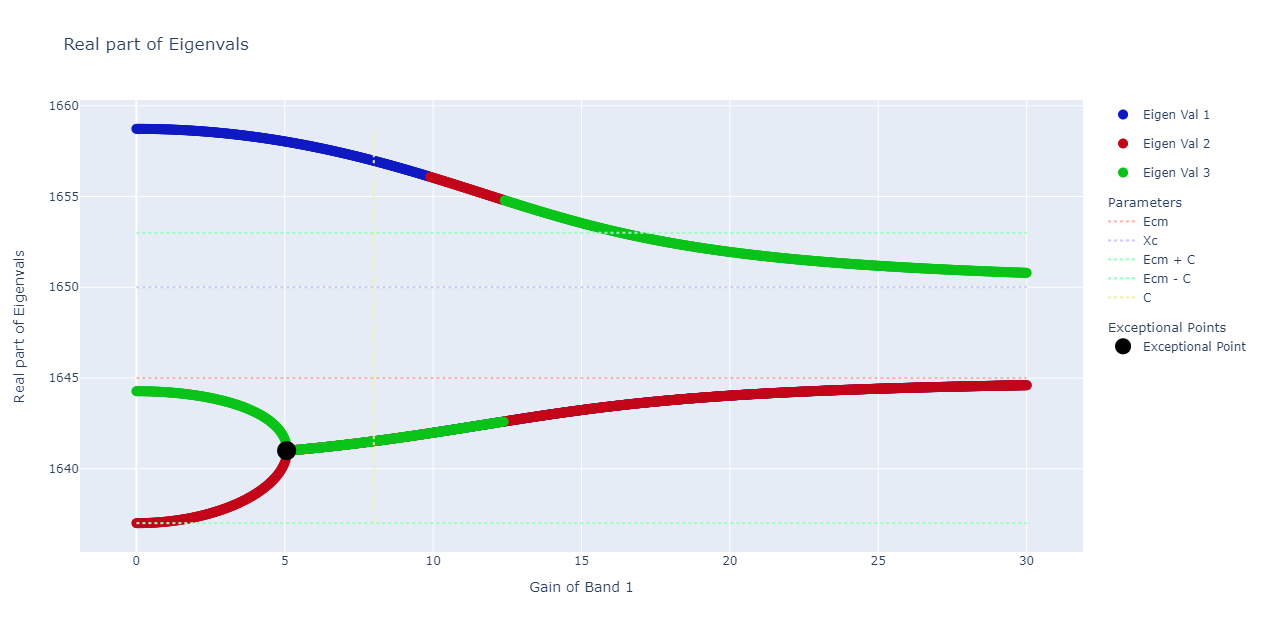 Real part of Eigenvals
Real part of Eigenvals
1660
1655
1650
1645
1640
0 5 10 15 20 25 30
Gain of Band 1
Eigen Val 1
Eigen Val 2
Eigen Val 3
Parameters
Ecm
Xc
Ecm + C
Ecm - C
C
Exceptional Points
Exceptional Point